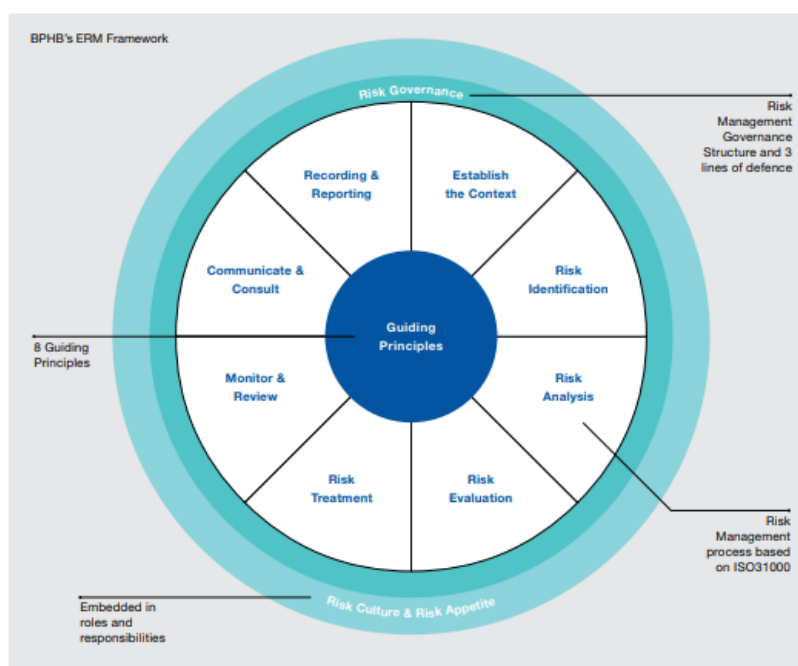 BPHB's ERM Framework
Risk Governance
Risk
Management
Governance
Structure and 3
lines of defence
Recording &
Reporting
Establish
the Context
Communicate &
Consult
Risk
Identification
Guiding
Principles
8 Guiding
Principles
Monitor &
Review
Risk
Analysis
Risk
Treatment
Risk
Evaluation
Risk
Management
process based
on ISO31000
Embedded in
roles and
responsibilities
Risk Culture & Risk Appetite